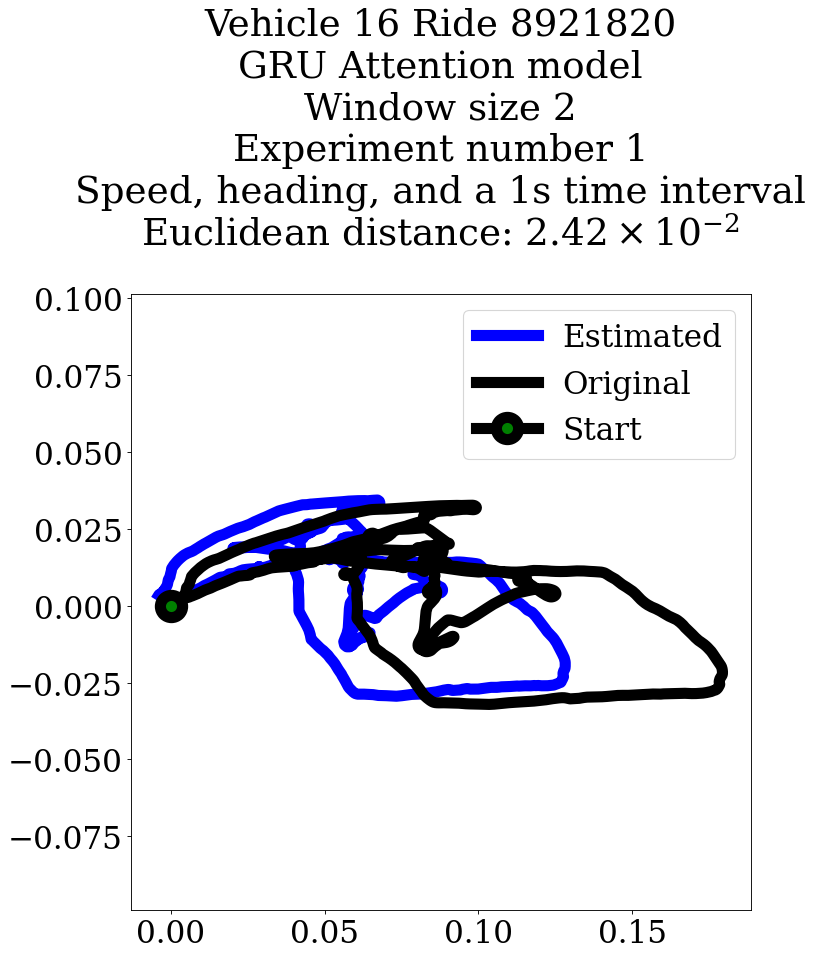 Vehicle 16 Ride 8921820
GRU Attention model
Window size 2
Experiment number 1
Speed, heading, and a 1s time interval
Euclidean distance: 2.42 × 10⁻²
0.100
0.075
0.050
0.025
0.000
−0.025
−0.050
−0.075
Estimated
Original
Start
0.00
0.05
0.10
0.15